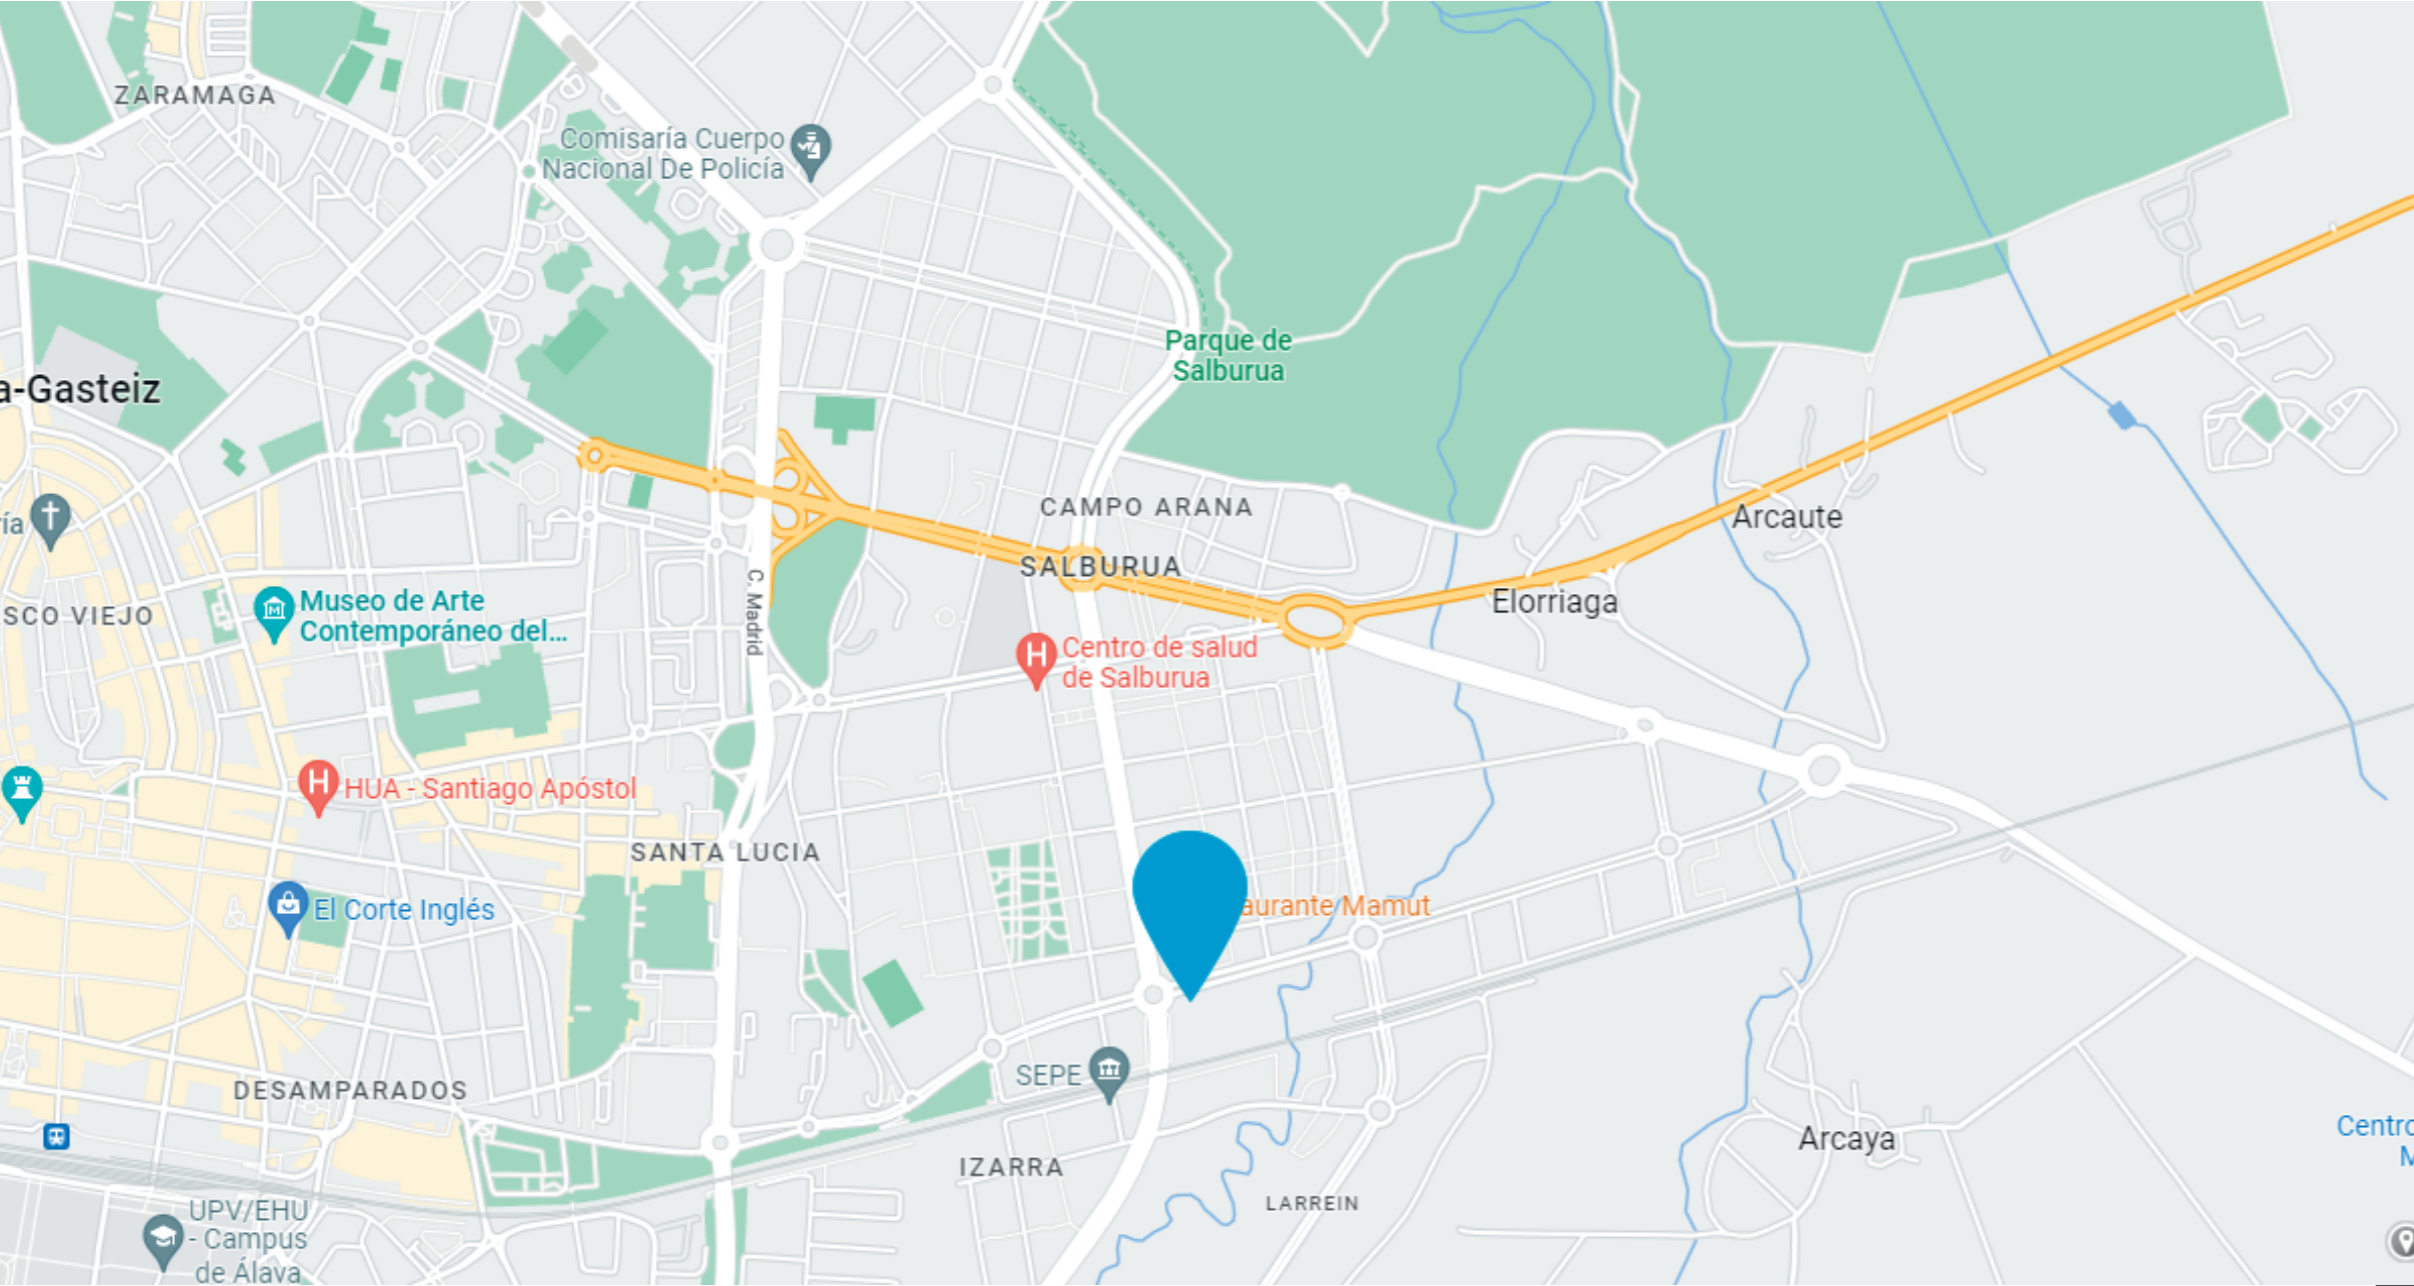 ZARAMAGA
Comisaría Cuerpo
Nacional De Policía
Parque de
Salburua
a-Gasteiz
CAMPO ARANA
Arcaute
ía
SALBURUA
C. Madrid
Elorriaga
SCO VIEJO
Museo de Arte
Contemporáneo del...
Centro de salud
de Salburua
HUA - Santiago Apóstol
SANTA LUCIA
El Corte Inglés
aurante Mamut
SEPE
DESAMPARADOS
Arcaya
Centro
M
IZARRA
LARREIN
UPV/EHU
- Campus
de Álava